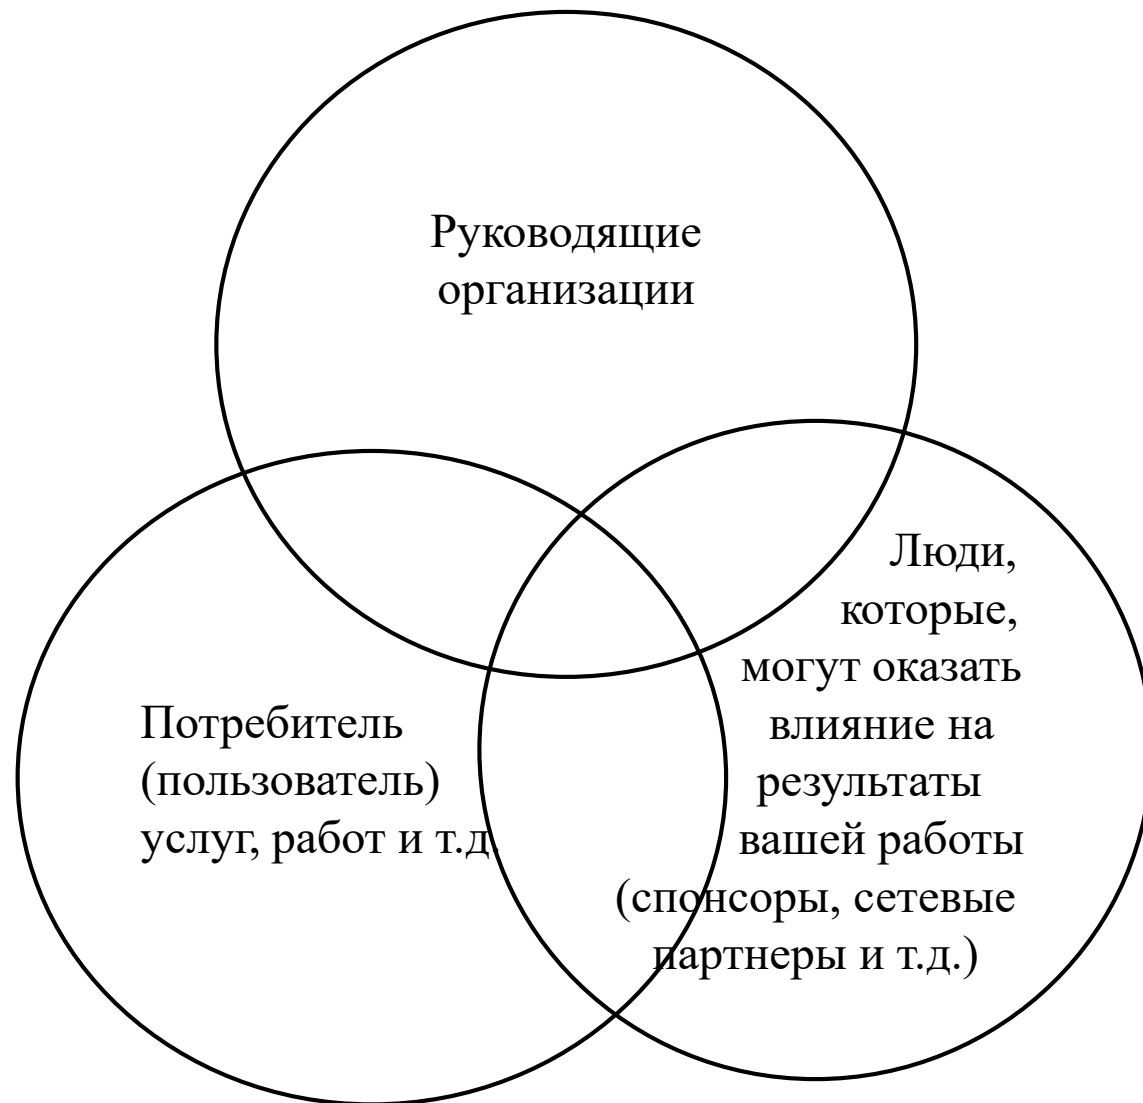 Руководящие
организации
Люди,
которые,
могут оказать
влияние на
результаты
вашей работы
(спонсоры, сетевые
партнеры и т.д.)
Потребитель
(пользователь)
услуг, работ и т.д.